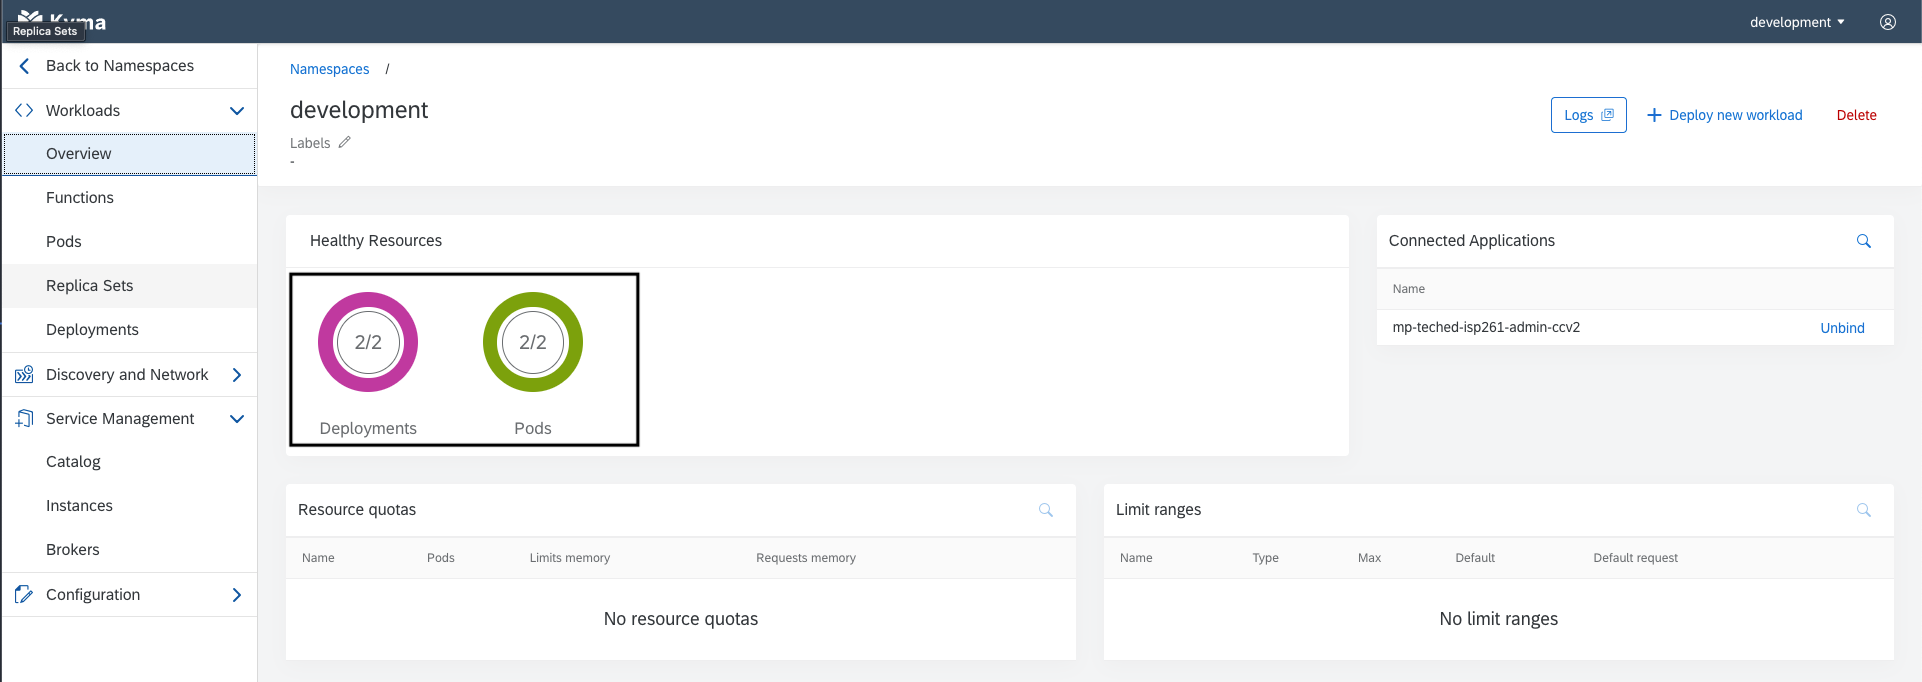 Kyma
Replica Sets
development
Back to Namespaces
Workloads
Overview
Functions
Pods
Replica Sets
Deployments
Discovery and Network
Service Management
Catalog
Instances
Brokers
Configuration
Namespaces /
development
Labels
-
Logs
Deploy new workload
Delete
Healthy Resources
2/2
Deployments
2/2
Pods
Connected Applications
Name
mp-teched-isp261-admin-ccv2 Unbind
Resource quotas
Name Pods Limits memory Requests memory
No resource quotas
Limit ranges
Name Type Max Default Default request
No limit ranges